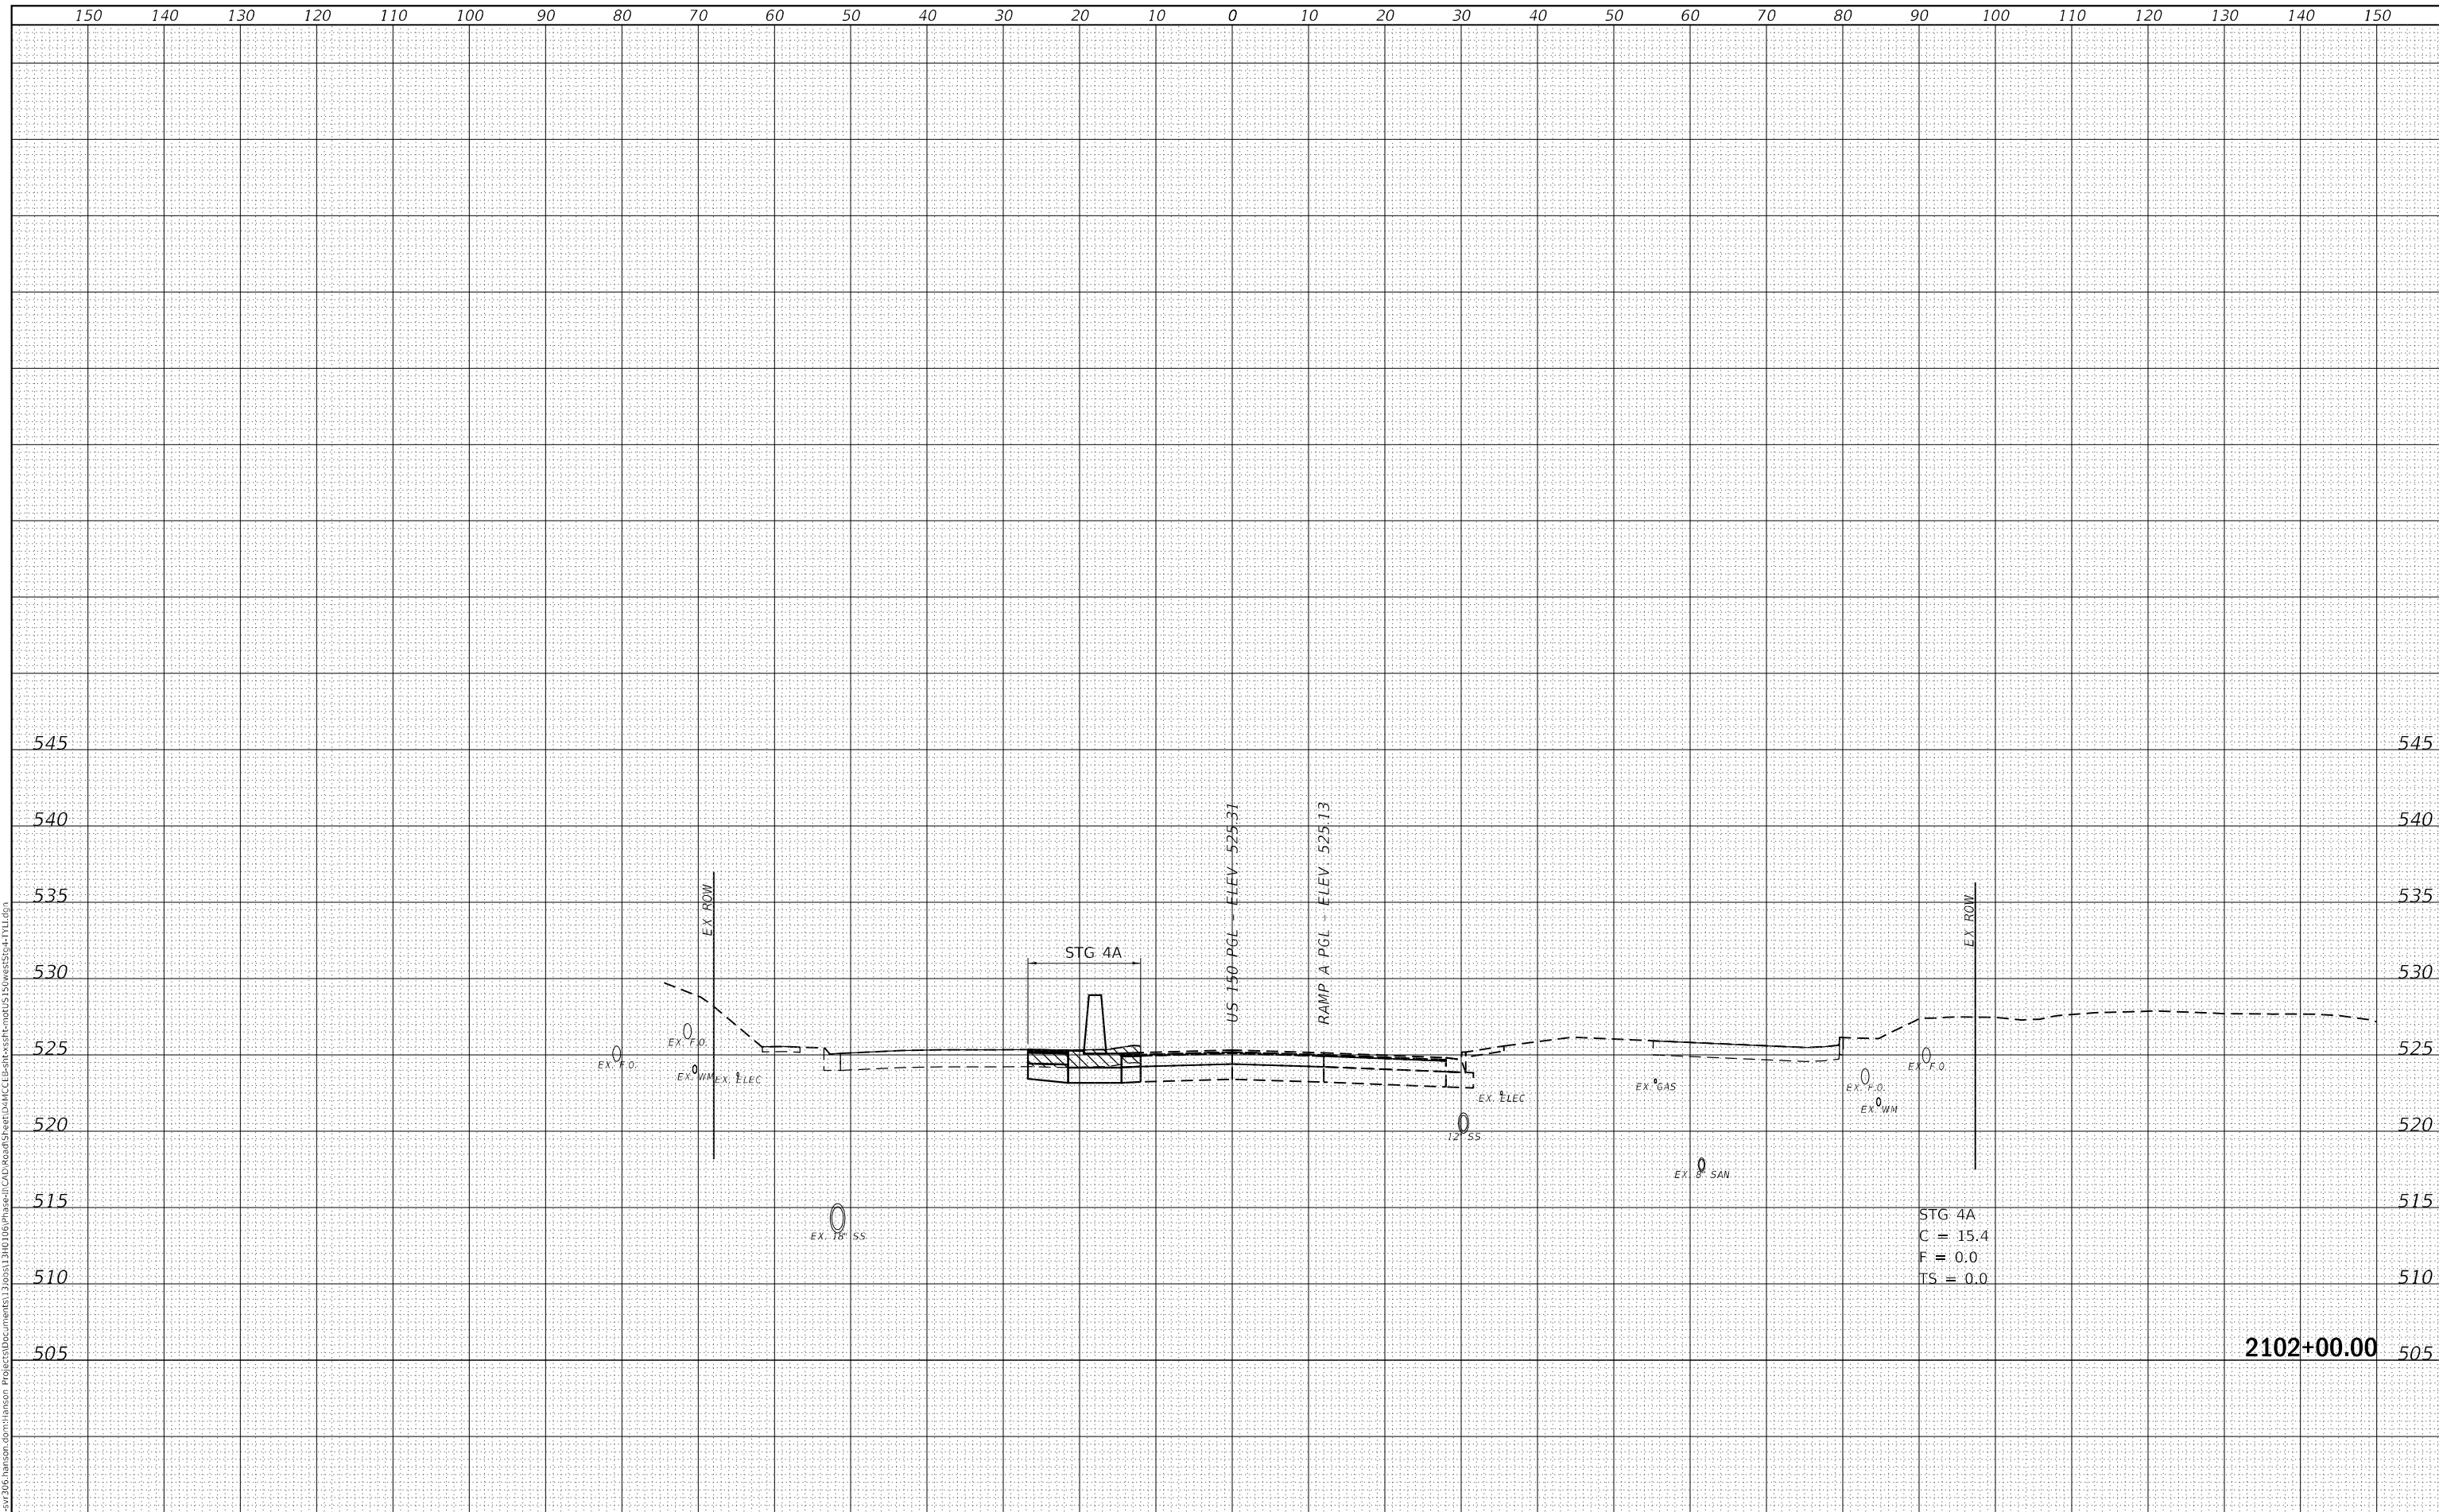 150 140 130 120 110 100 90 80 70 60 50 40 30 20 10 0 10 20 30 40 50 60 70 80 90 100 110 120 130 140 150
545 545
540 540
US 150 PGL - ELEV. 525.31
RAMP A PGL - ELEV. 525.13
535 535
EX ROW
EX ROW
STG 4A
530 530
525 525
EX. F.O.
EX. F.O.
EX. WM
EX. ELEC
EX. ELEC
EX. GAS
EX. F.O.
EX. F.O.
EX. WM
520 520
12" SS
EX. 8" SAN
515 515
EX. 18" SS
STG 4A
C = 15.4
F = 0.0
TS = 0.0
510 510
2102+00.00
505 505